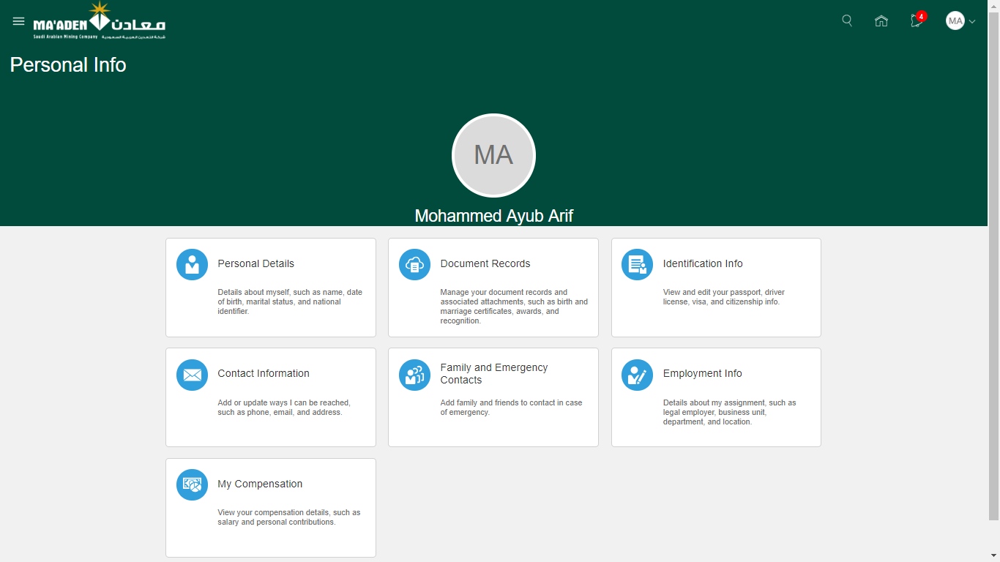 MA'ADEN معادن
Saudi Arabian Mining Company شركة التعدين العربية السعودية
4
MA
Personal Info
MA
Mohammed Ayub Arif
Personal Details
Details about myself, such as name, date
of birth, marital status, and national
identifier.
Document Records
Manage your document records and
associated attachments, such as birth and
marriage certificates, awards, and
recognition.
Identification Info
View and edit your passport, driver
license, visa, and citizenship info.
Contact Information
Add or update ways I can be reached,
such as phone, email, and address.
Family and Emergency
Contacts
Add family and friends to contact in case
of emergency.
Employment Info
Details about my assignment, such as
legal employer, business unit,
department, and location.
My Compensation
View your compensation details, such as
salary and personal contributions.